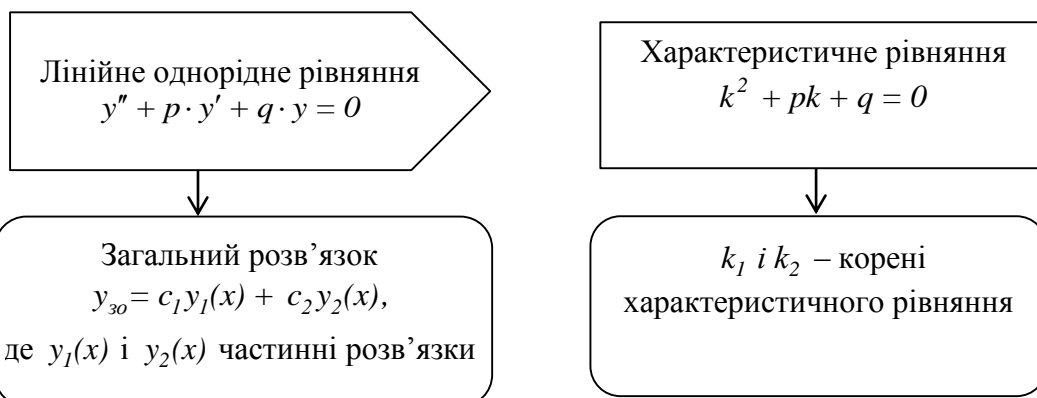 Лінійне однорідне рівняння
y″ + p · y′ + q · y = 0
Загальний розв’язок
yзо = c1y1(x) + c2y2(x),
де y1(x) і y2(x) частинні розв’язки
Характеристичне рівняння
k² + pk + q = 0
k1 і k2 – корені
характеристичного рівняння